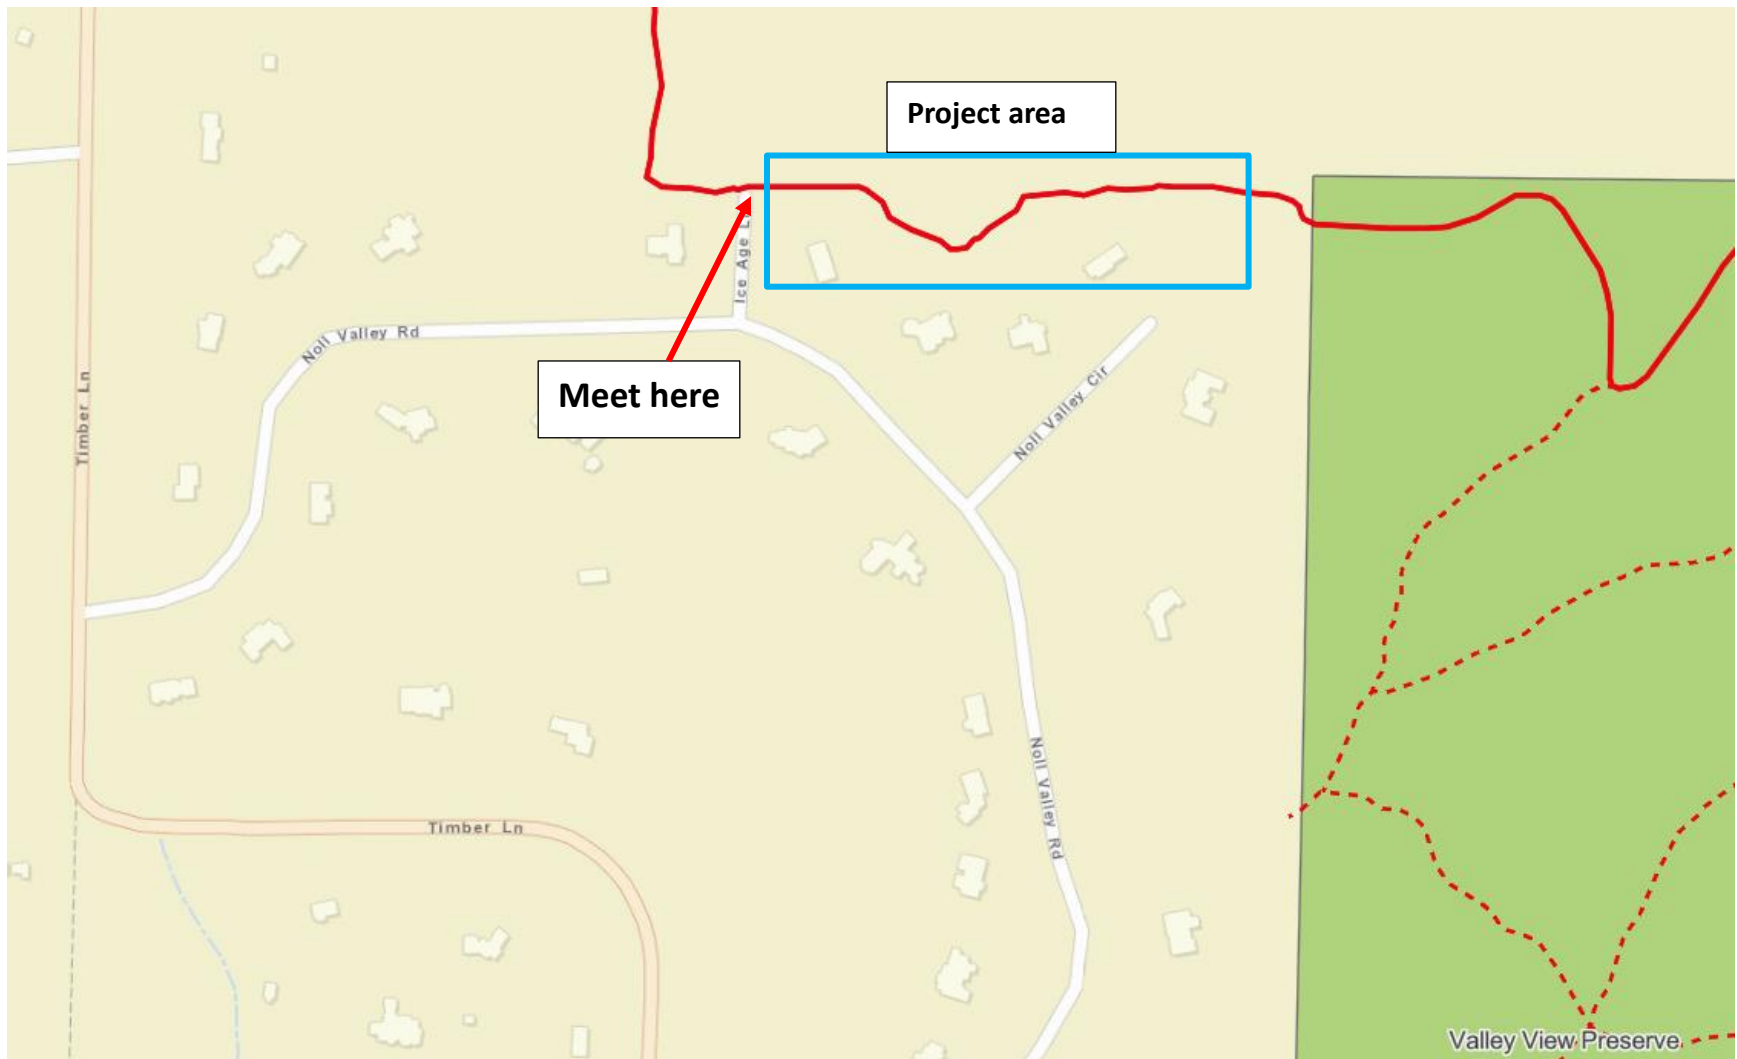 Project area
Ice Age L
Noll Valley Rd
Meet here
Timber Ln
Noll Valley Cir
Noll Valley Rd
Timber Ln
Valley View Preserve